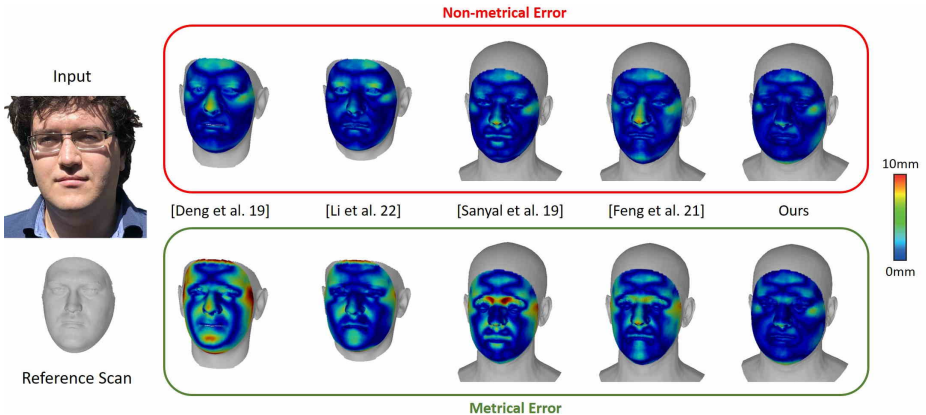 Non-metrical Error
Input
10mm
0mm
[Deng et al. 19] [Li et al. 22] [Sanyal et al. 19] [Feng et al. 21] Ours
Reference Scan
Metrical Error